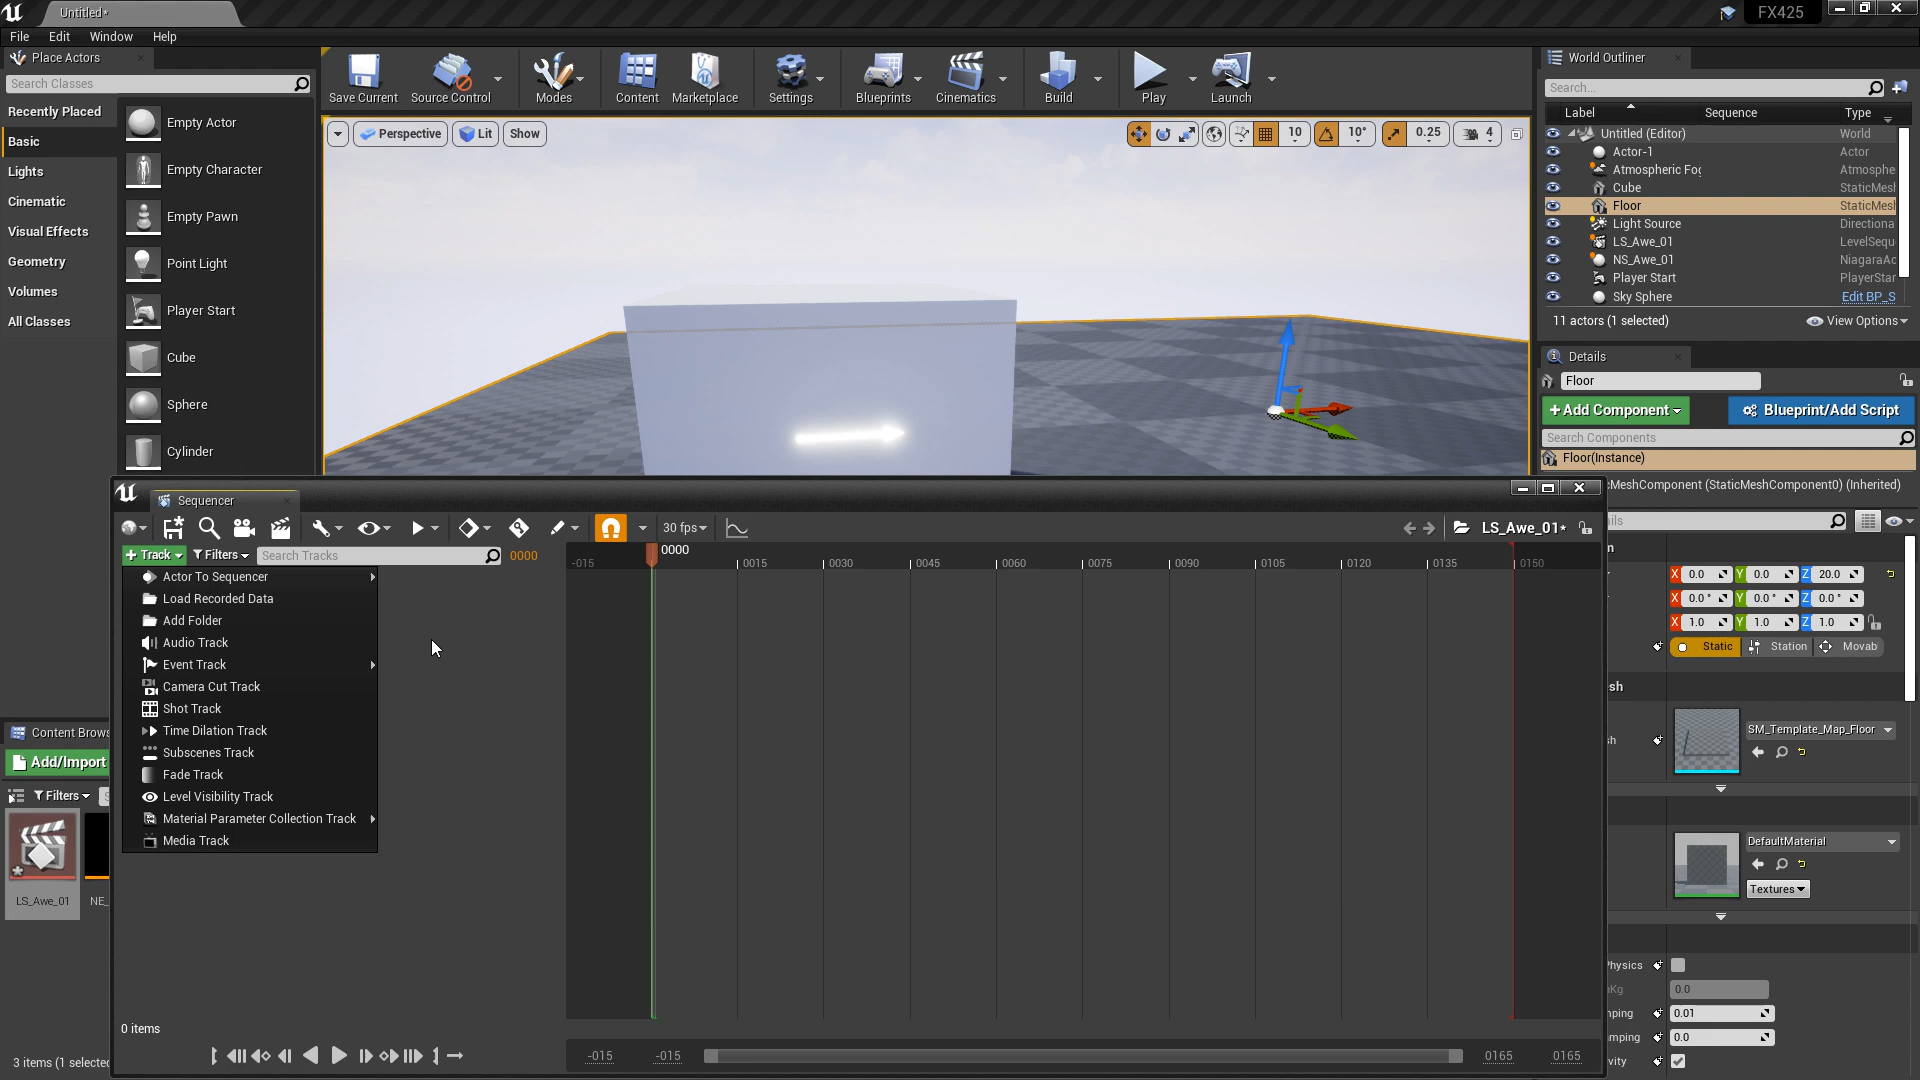 Untitled*
FX425
File Edit Window Help
Place Actors
Search Classes
Recently Placed
Basic
Lights
Cinematic
Visual Effects
Geometry
Volumes
All Classes
Empty Actor
Empty Character
Empty Pawn
Point Light
Player Start
Cube
Sphere
Cylinder
Save Current Source Control Modes Content Marketplace Settings Blueprints Cinematics Build Play Launch
Perspective Lit Show
10 10° 0.25 4
World Outliner
Search...
Label Sequence Type
Untitled (Editor) World
Actor-1 Actor
Atmospheric Fog Atmosphe
Cube StaticMesh
Floor StaticMesh
Light Source Directiona
LS_Awe_01 LevelSequ
NS_Awe_01 NiagaraAc
Player Start PlayerStar
Sky Sphere Edit BP_S
11 actors (1 selected) View Options
Details
Floor
+Add Component Blueprint/Add Script
Search Components
Floor(Instance)
MeshComponent (StaticMeshComponent0) (Inherited)
ails
X 0.0 Y 0.0 Z 20.0
X 0.0 ° Y 0.0 ° Z 0.0 °
X 1.0 Y 1.0 Z 1.0
Static Station Movab
sh
SM_Template_Map_Floor
DefaultMaterial
Textures
Physics
Kg 0.0
ping 0.01
mping 0.0
vity
Sequencer
30 fps
LS_Awe_01*
+ Track Filters Search Tracks 0000
-015 0000 0015 0030 0045 0060 0075 0090 0105 0120 0135 0150
Actor To Sequencer
Load Recorded Data
Add Folder
Audio Track
Event Track
Camera Cut Track
Shot Track
Time Dilation Track
Subscenes Track
Fade Track
Level Visibility Track
Material Parameter Collection Track
Media Track
0 items
-015 -015 0165 0165
Content Brows
Add/Import
Filters
LS_Awe_01 NE_
3 items (1 selected